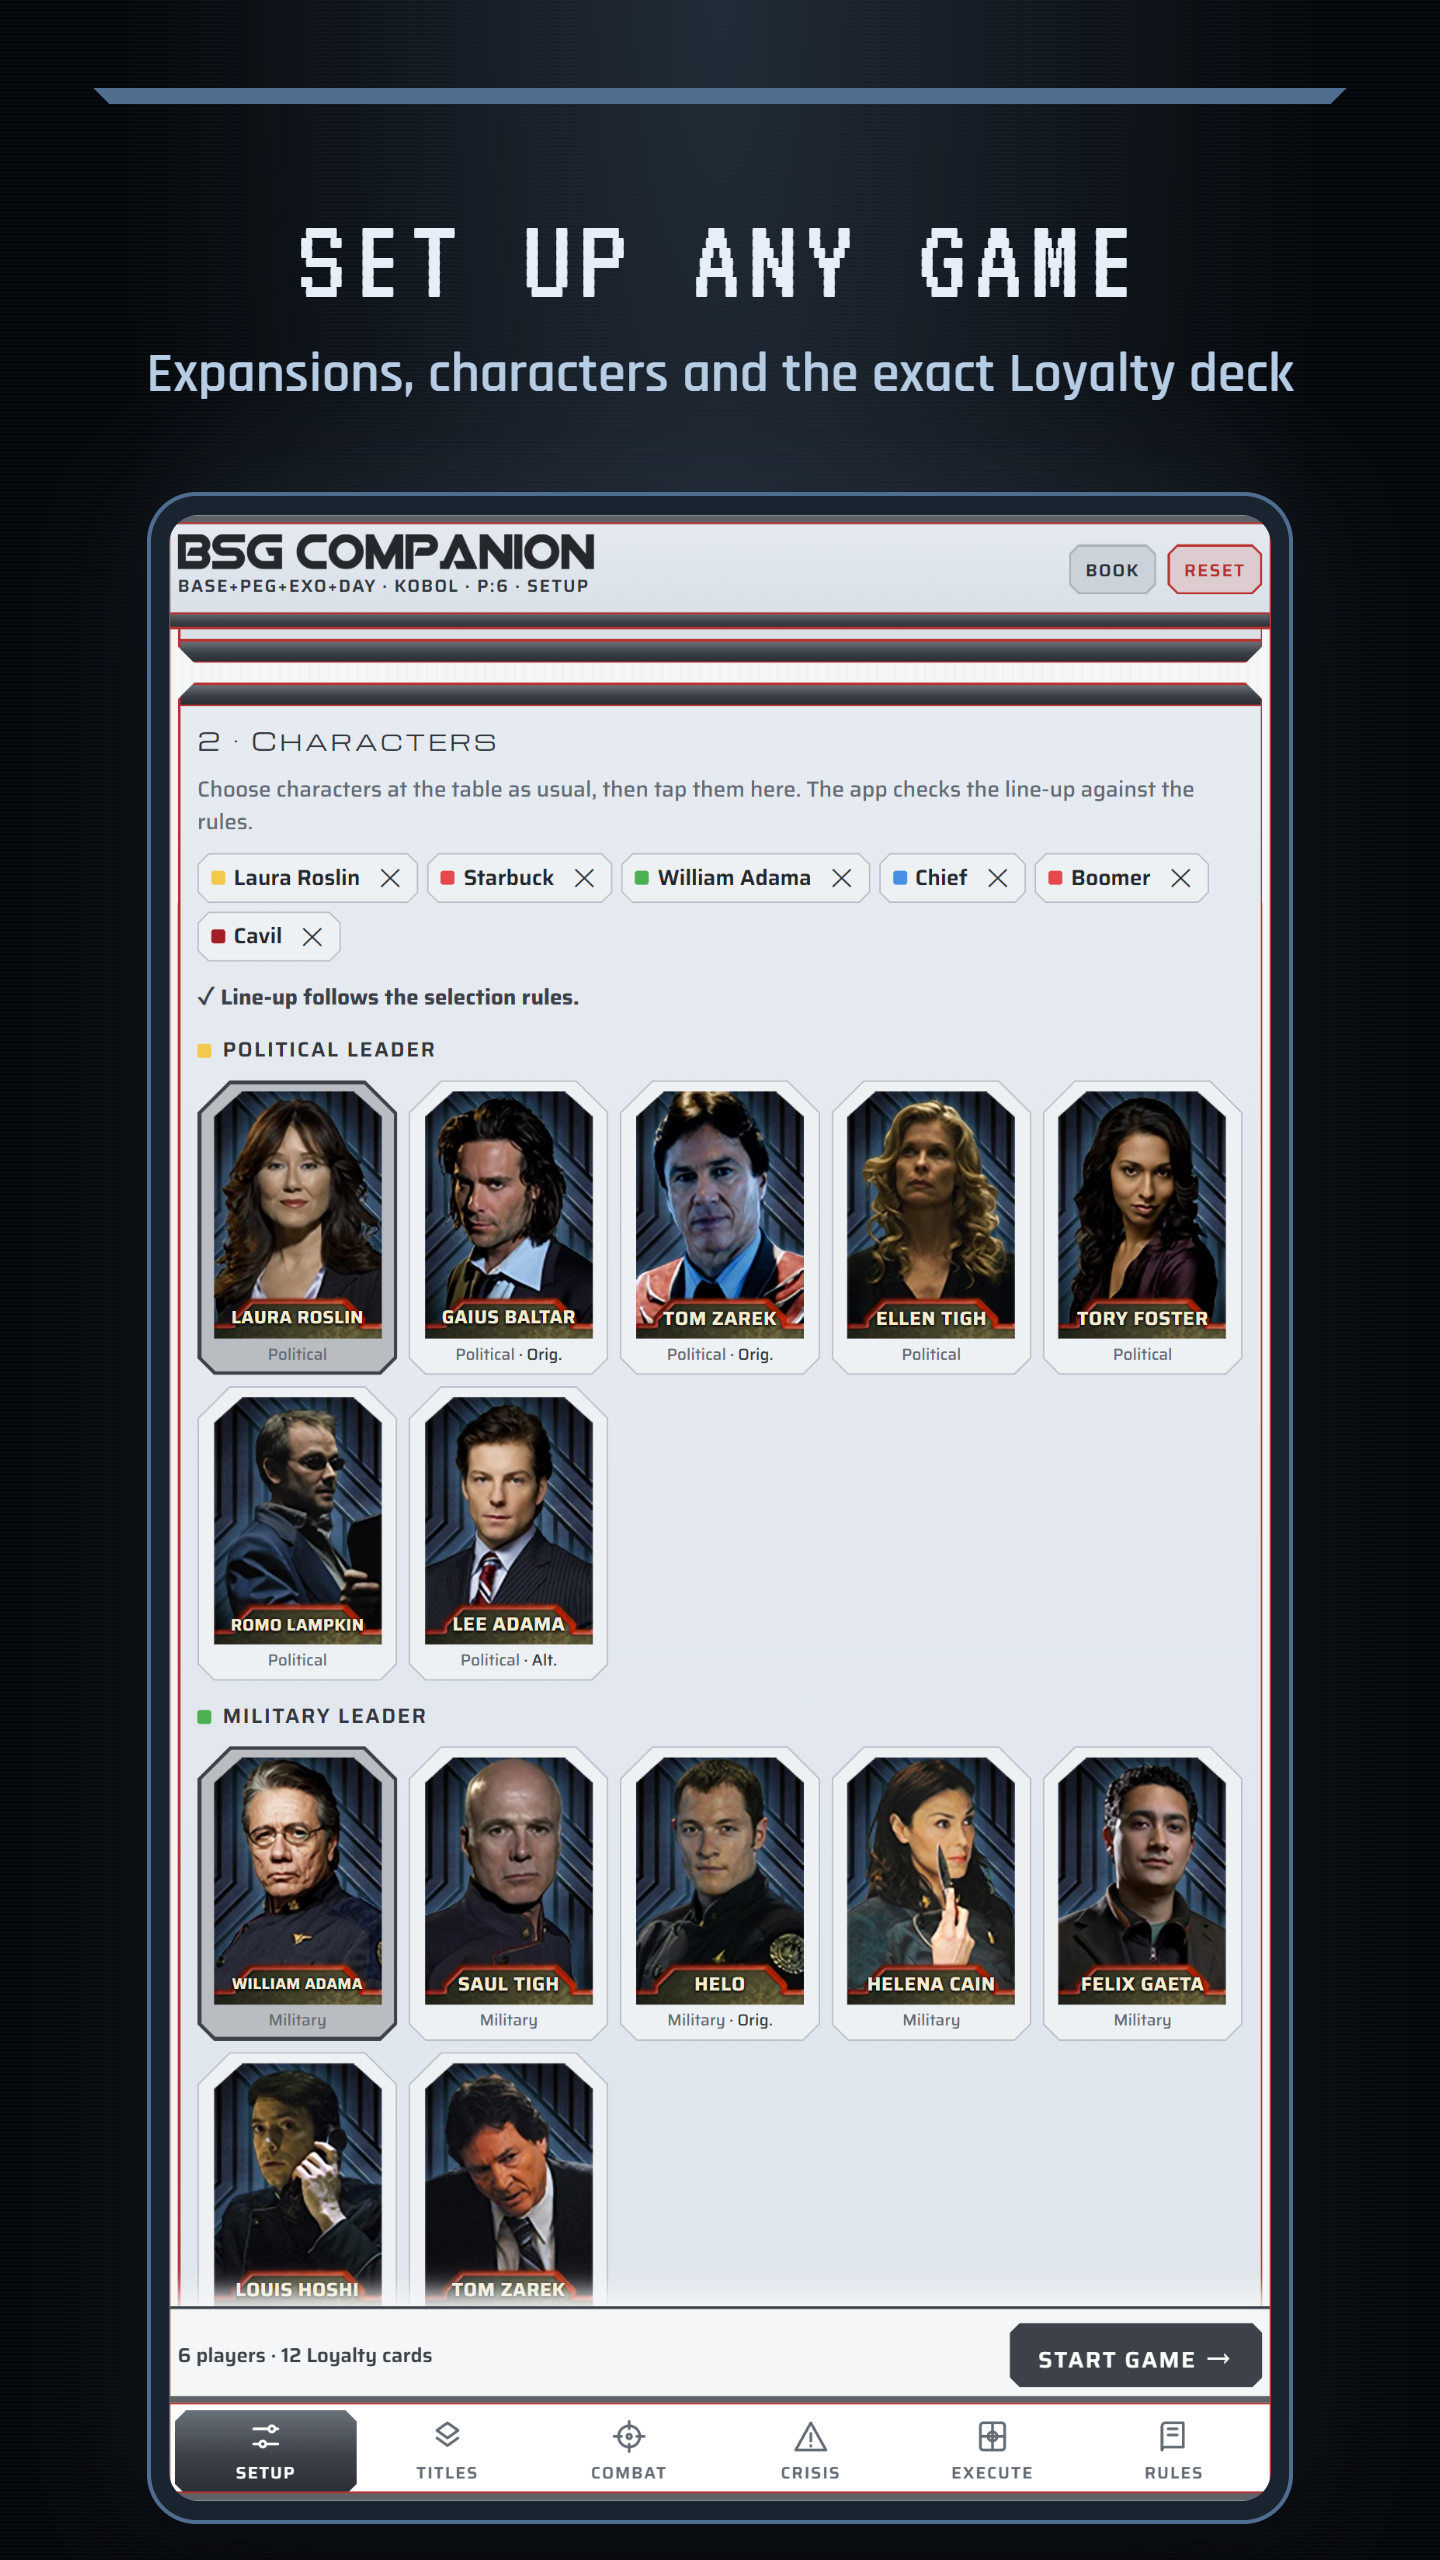 SET UP ANY GAME
Expansions, characters and the exact Loyalty deck
BSG COMPANION
BASE+PEG+EXO+DAY · KOBOL · P:6 · SETUP
BOOK
RESET
2 · CHARACTERS
Choose characters at the table as usual, then tap them here. The app checks the line-up against the
rules.
Laura Roslin
Starbuck
William Adama
Chief
Boomer
Cavil
✓ Line-up follows the selection rules.
POLITICAL LEADER
LAURA ROSLIN
GAIUS BALTAR
TOM ZAREK
ELLEN TIGH
TORY FOSTER
Political
Political · Orig.
Political · Orig.
Political
Political
ROMO LAMPKIN
LEE ADAMA
Political
Political · Alt.
MILITARY LEADER
WILLIAM ADAMA
SAUL TIGH
HELO
HELENA CAIN
FELIX GAETA
Military
Military
Military · Orig.
Military
Military
LOUIS HOSHI
TOM ZAREK
6 players · 12 Loyalty cards
START GAME →
SETUP
TITLES
COMBAT
CRISIS
EXECUTE
RULES